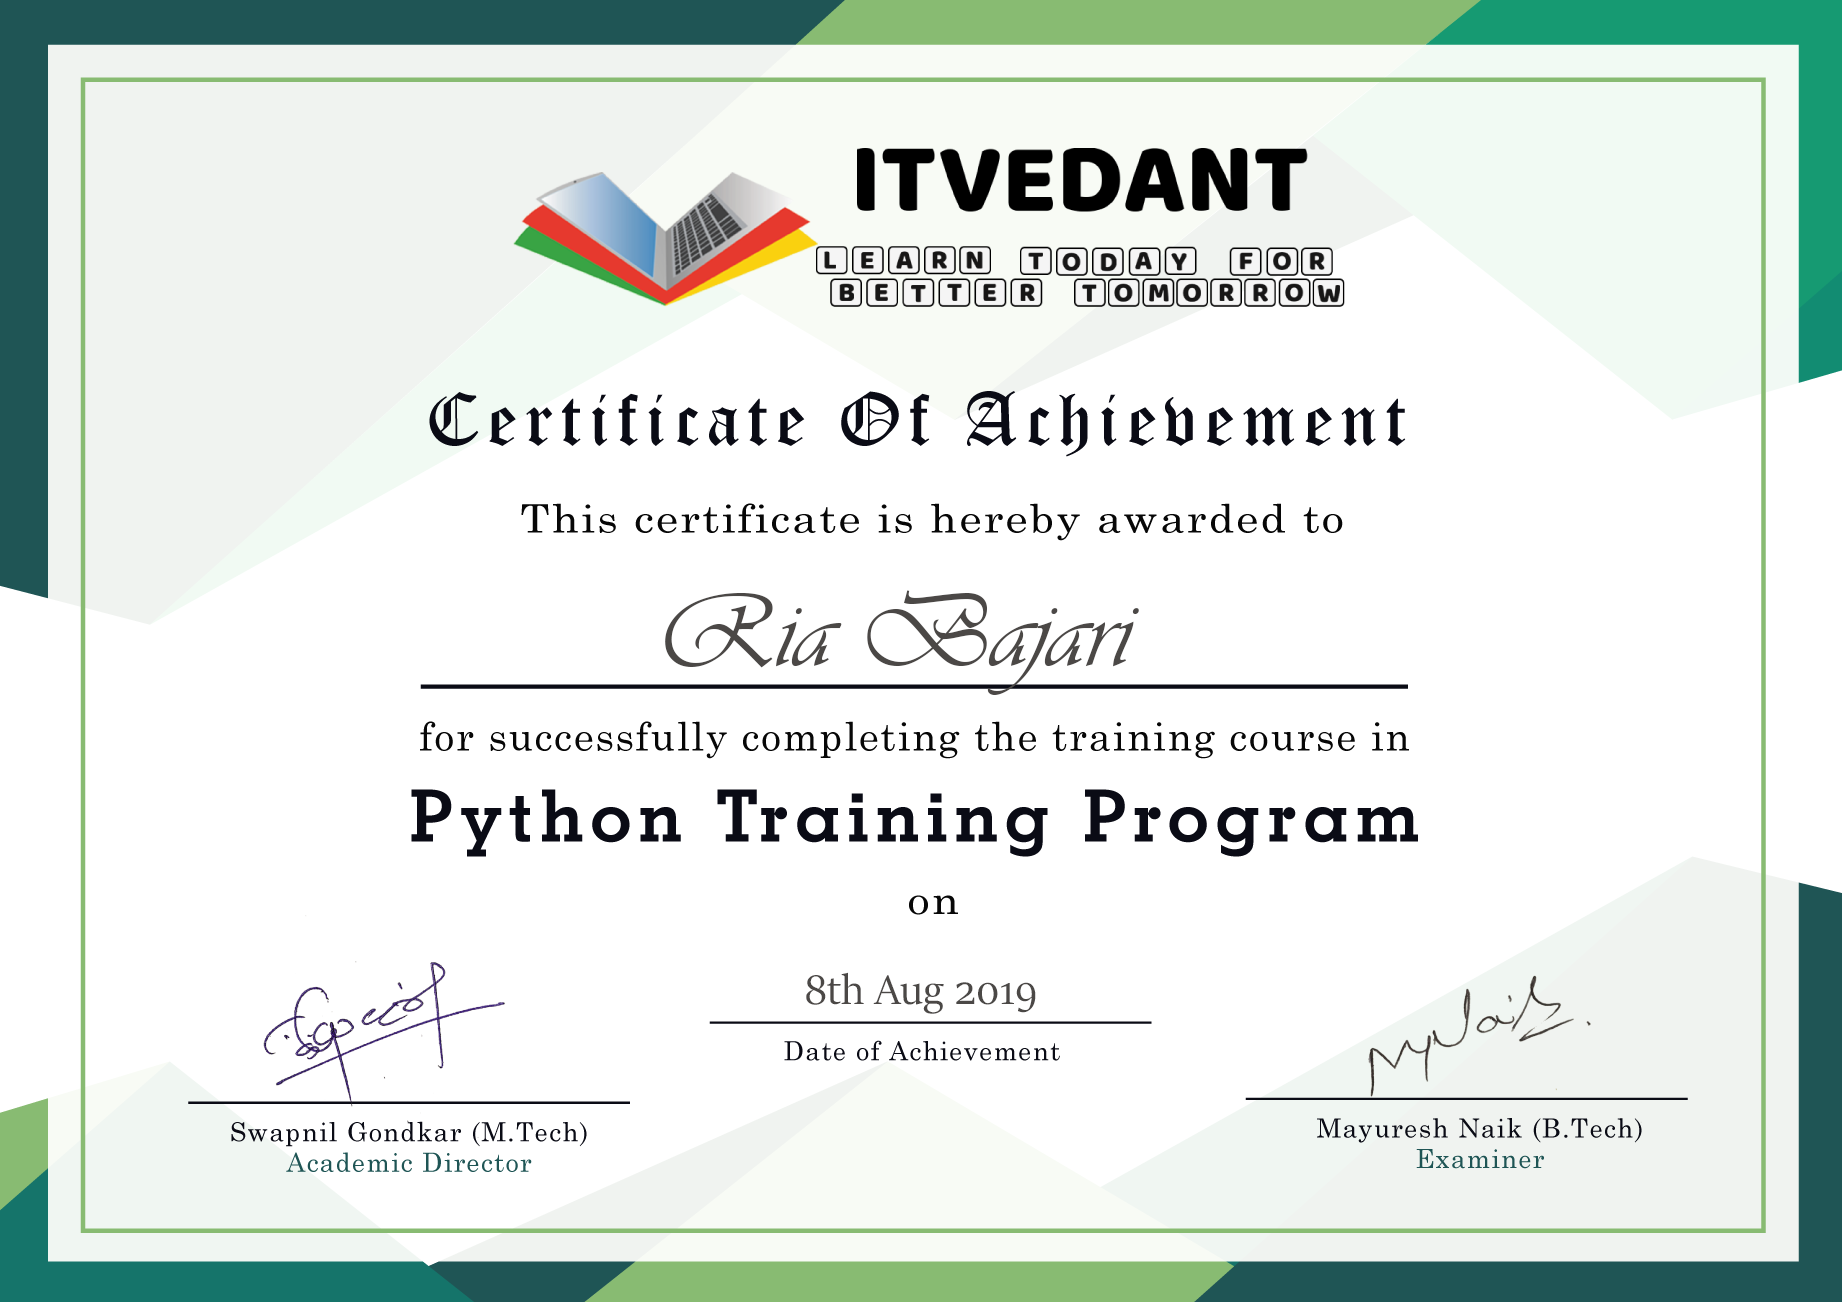 ITVEDANT
LEARN TODAY FOR
BETTER TOMORROW
Certificate Of Achievement
This certificate is hereby awarded to
Ria Bajari
for successfully completing the training course in
Python Training Program
on
8th Aug 2019
Date of Achievement
Swapnil Gondkar (M.Tech)
Academic Director
Mayuresh Naik (B.Tech)
Examiner